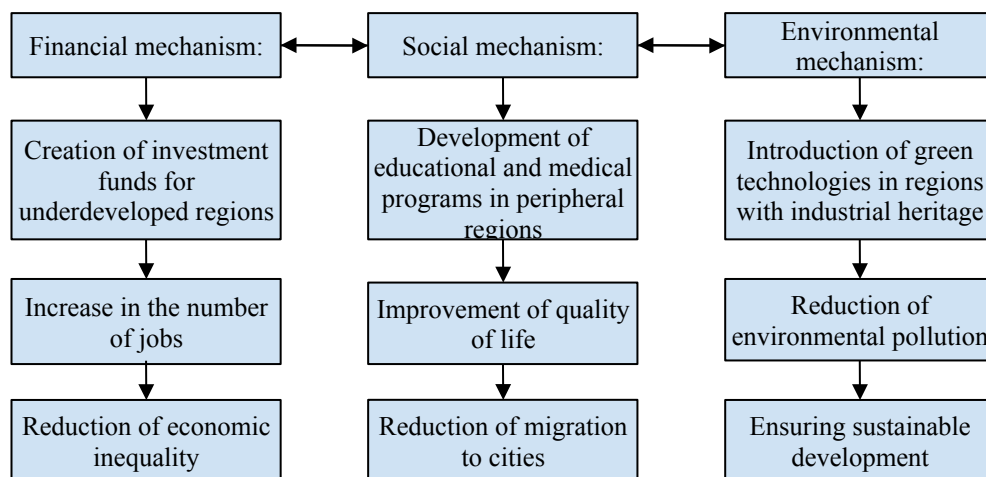 Financial mechanism:
Social mechanism:
Environmental
mechanism:
Creation of investment
funds for
underdeveloped regions
Development of
educational and medical
programs in peripheral
regions
Introduction of green
technologies in regions
with industrial heritage
Increase in the number
of jobs
Improvement of quality
of life
Reduction of
environmental pollution
Reduction of economic
inequality
Reduction of migration
to cities
Ensuring sustainable
development